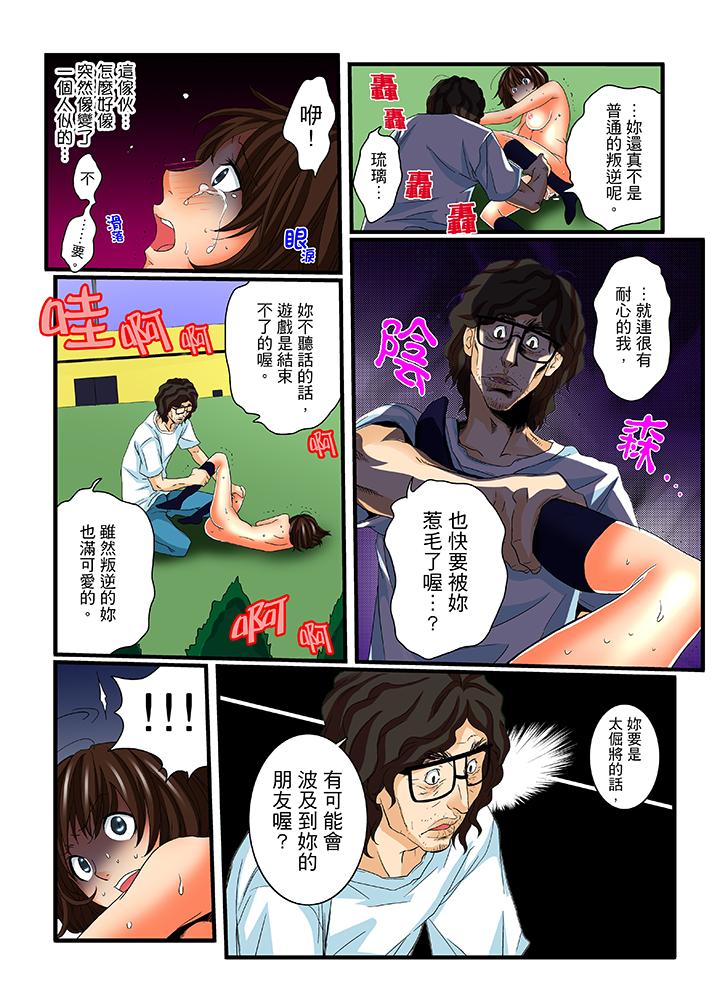 …妳還真不是
普通的叛逆呢。
轟
轟
轟
轟
琉璃…
咿！
這傢伙…
怎麼好像
突然像變了
一個人似的…
不
……要。
滑落
眼淚
…就連很有
耐心的我，
陰
森…
也快要被妳
惹毛了喔…？
妳不聽話的話，
遊戲是結束
不了的喔。
哇
啊
啊
啊
啊
啊
雖然叛逆的妳
也滿可愛的。
妳要是
太倔將的話，
有可能會
波及到妳的
朋友喔？
！！！